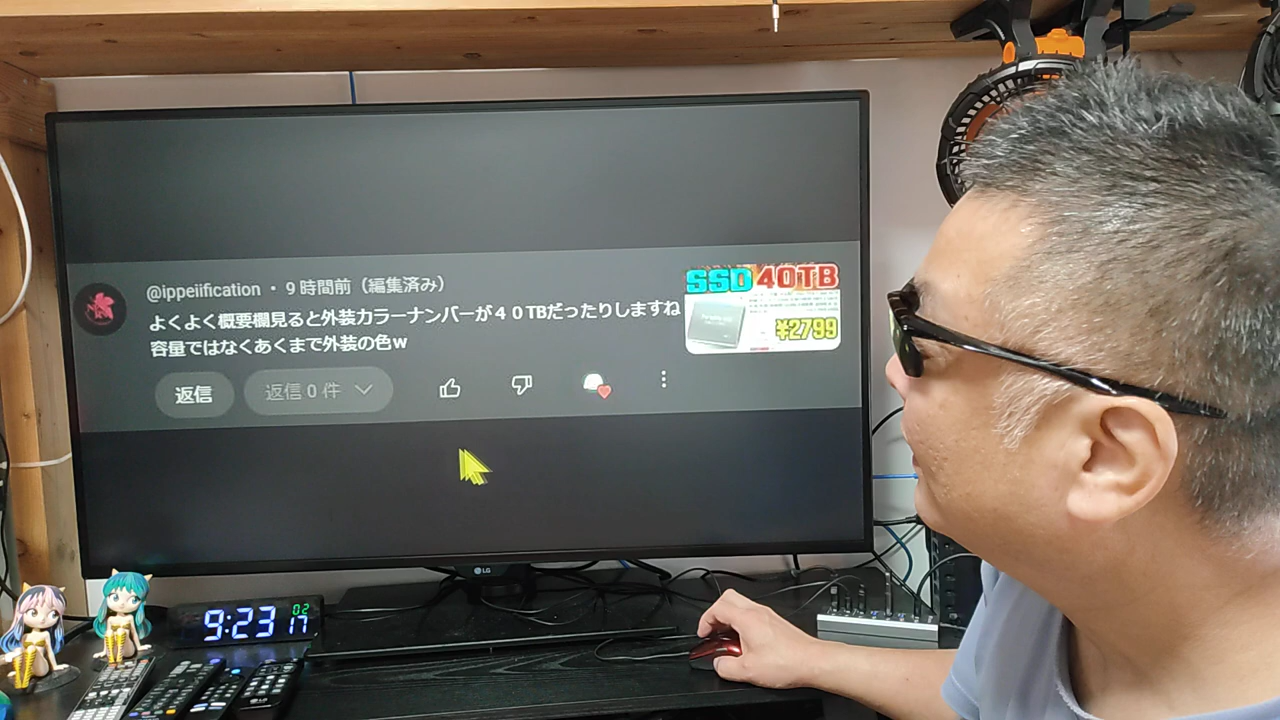 @ippeiification・9 時間前（編集済み）
よくよく概要欄見ると外装カラーナンバーが４０TBだったりしますね
容量ではなくあくまで外装の色w
返信
返信 0 件
SSD 40TB
¥2799
LG
9:23 02 17